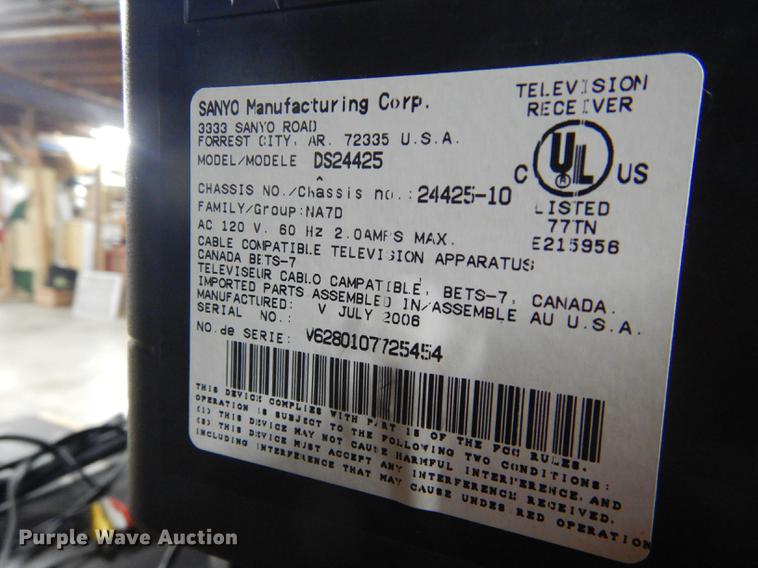 SANYO Manufacturing Corp.
3333 SANYO ROAD
FORREST CITY, AR. 72335 U.S.A.
MODEL/MODELE DS24425
CHASSIS NO./Châssis no.: 24425-10
FAMILY/Group: NA7D
AC 120 V. 60 Hz 2.0AMPS MAX.
CABLE COMPATIBLE TELEVISION APPARATUS
CANADA BETS-7
TELEVISEUR CABLO CAMPATIBLE, BETS-7, CANADA.
IMPORTED PARTS ASSEMBLED IN/ASSEMBLE AU U.S.A.
MANUFACTURED: V JULY 2006
SERIAL NO.:
NO. de SERIE: V6280107725454
TELEVISION
RECEIVER
C UL US
®
LISTED
77TN
E215956
THIS DEVICE COMPLIES WITH PART 15 OF THE FCC RULES.
OPERATION IS SUBJECT TO THE FOLLOWING TWO CONDITIONS:
(1) THIS DEVICE MAY NOT CAUSE HARMFUL INTERFERENCE, AND
(2) THIS DEVICE MUST ACCEPT ANY INTERFERENCE RECEIVED,
INCLUDING INTERFERENCE THAT MAY CAUSE UNDESIRED OPERATION
Purple Wave Auction